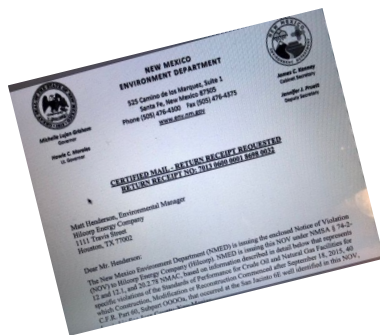 NEW MEXICO
ENVIRONMENT DEPARTMENT
525 Camino de los Marquez, Suite 1
Santa Fe, New Mexico 87505
Phone (505) 476-4300 Fax (505) 476-4375
www.env.nm.gov
Michelle Lujan Grisham
Governor
Howie C. Morales
Lt. Governor
James C. Kenney
Cabinet Secretary
Jennifer J. Pruett
Deputy Secretary
CERTIFIED MAIL - RETURN RECEIPT REQUESTED
RETURN RECEIPT NO: 7013 0600 0001 8698 0032
Matt Henderson, Environmental Manager
Hilcorp Energy Company
1111 Travis Street
Houston, TX 77002
Dear Mr. Henderson:
The New Mexico Environment Department (NMED) is issuing the enclosed Notice of Violation
(NOV) to Hilcorp Energy Company (Hilcorp). NMED is issuing this NOV under NMSA § 74-2-
12 and 12.1, and 20.2.78 NMAC, based on information described in detail below that represents
specific violations of the Standards of Performance for Crude Oil and Natural Gas Facilities for
which Construction, Modification or Reconstruction Commenced after September 18, 2015, 40
C.F.R. Part 60, Subpart OOOOa, that occurred at the San Jacinto 6E well identified in this NOV,